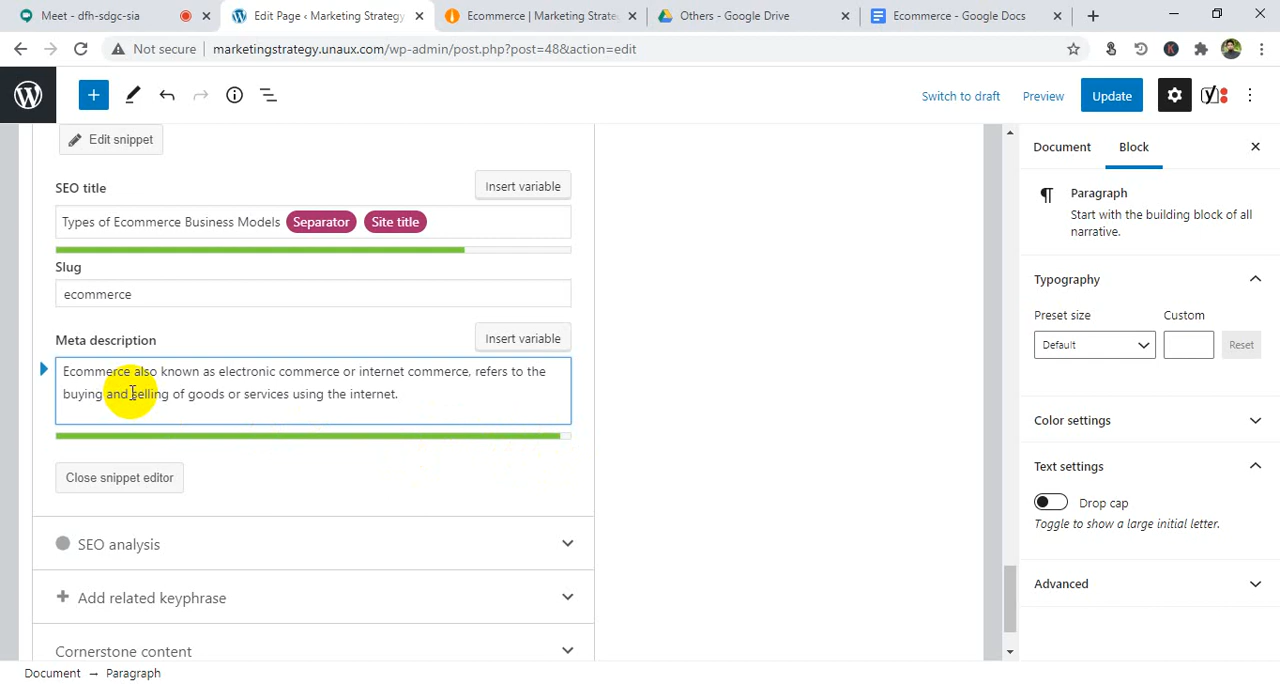 Meet - dfh-sdgc-sia
Edit Page ‹ Marketing Strategy
Ecommerce | Marketing Strate
Others - Google Drive
Ecommerce - Google Docs
Not secure
marketingstrategy.unaux.com/wp-admin/post.php?post=48&action=edit
Switch to draft
Preview
Update
Edit snippet
SEO title
Insert variable
Types of Ecommerce Business Models Separator Site title
Slug
ecommerce
Meta description
Insert variable
Ecommerce also known as electronic commerce or internet commerce, refers to the
buying and selling of goods or services using the internet.
Close snippet editor
SEO analysis
Add related keyphrase
Cornerstone content
Document
Block
Paragraph
Start with the building block of all
narrative.
Typography
Preset size
Custom
Default
Reset
Color settings
Text settings
Drop cap
Toggle to show a large initial letter.
Advanced
Document → Paragraph